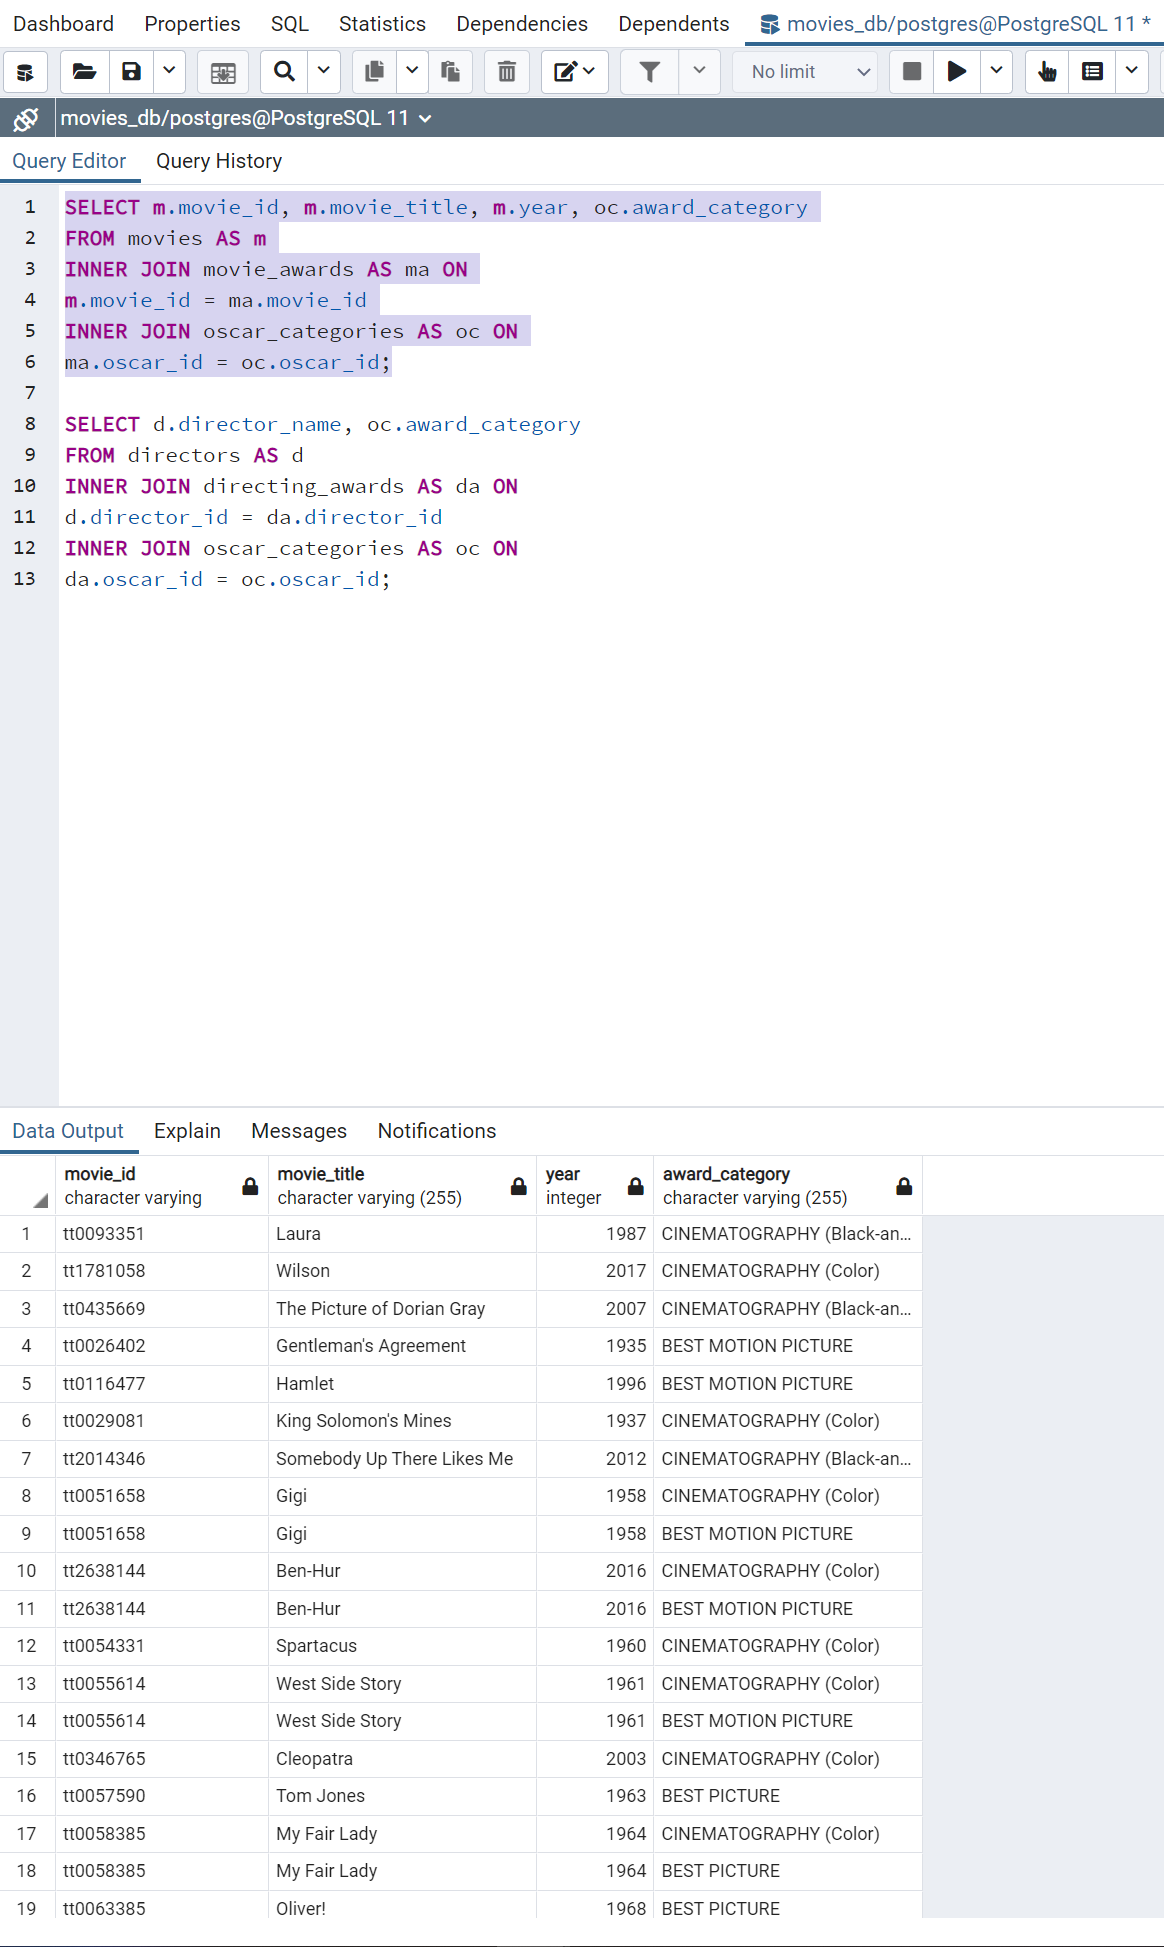 Dashboard Properties SQL Statistics Dependencies Dependents movies_db/postgres@PostgreSQL 11 *
No limit
movies_db/postgres@PostgreSQL 11
Query Editor Query History
1 SELECT m.movie_id, m.movie_title, m.year, oc.award_category
2 FROM movies AS m
3 INNER JOIN movie_awards AS ma ON
4 m.movie_id = ma.movie_id
5 INNER JOIN oscar_categories AS oc ON
6 ma.oscar_id = oc.oscar_id;
7
8 SELECT d.director_name, oc.award_category
9 FROM directors AS d
10 INNER JOIN directing_awards AS da ON
11 d.director_id = da.director_id
12 INNER JOIN oscar_categories AS oc ON
13 da.oscar_id = oc.oscar_id;
Data Output Explain Messages Notifications
movie_id movie_title year award_category
character varying character varying (255) integer character varying (255)
1 tt0093351 Laura 1987 CINEMATOGRAPHY (Black-an...
2 tt1781058 Wilson 2017 CINEMATOGRAPHY (Color)
3 tt0435669 The Picture of Dorian Gray 2007 CINEMATOGRAPHY (Black-an...
4 tt0026402 Gentleman's Agreement 1935 BEST MOTION PICTURE
5 tt0116477 Hamlet 1996 BEST MOTION PICTURE
6 tt0029081 King Solomon's Mines 1937 CINEMATOGRAPHY (Color)
7 tt2014346 Somebody Up There Likes Me 2012 CINEMATOGRAPHY (Black-an...
8 tt0051658 Gigi 1958 CINEMATOGRAPHY (Color)
9 tt0051658 Gigi 1958 BEST MOTION PICTURE
10 tt2638144 Ben-Hur 2016 CINEMATOGRAPHY (Color)
11 tt2638144 Ben-Hur 2016 BEST MOTION PICTURE
12 tt0054331 Spartacus 1960 CINEMATOGRAPHY (Color)
13 tt0055614 West Side Story 1961 CINEMATOGRAPHY (Color)
14 tt0055614 West Side Story 1961 BEST MOTION PICTURE
15 tt0346765 Cleopatra 2003 CINEMATOGRAPHY (Color)
16 tt0057590 Tom Jones 1963 BEST PICTURE
17 tt0058385 My Fair Lady 1964 CINEMATOGRAPHY (Color)
18 tt0058385 My Fair Lady 1964 BEST PICTURE
19 tt0063385 Oliver! 1968 BEST PICTURE